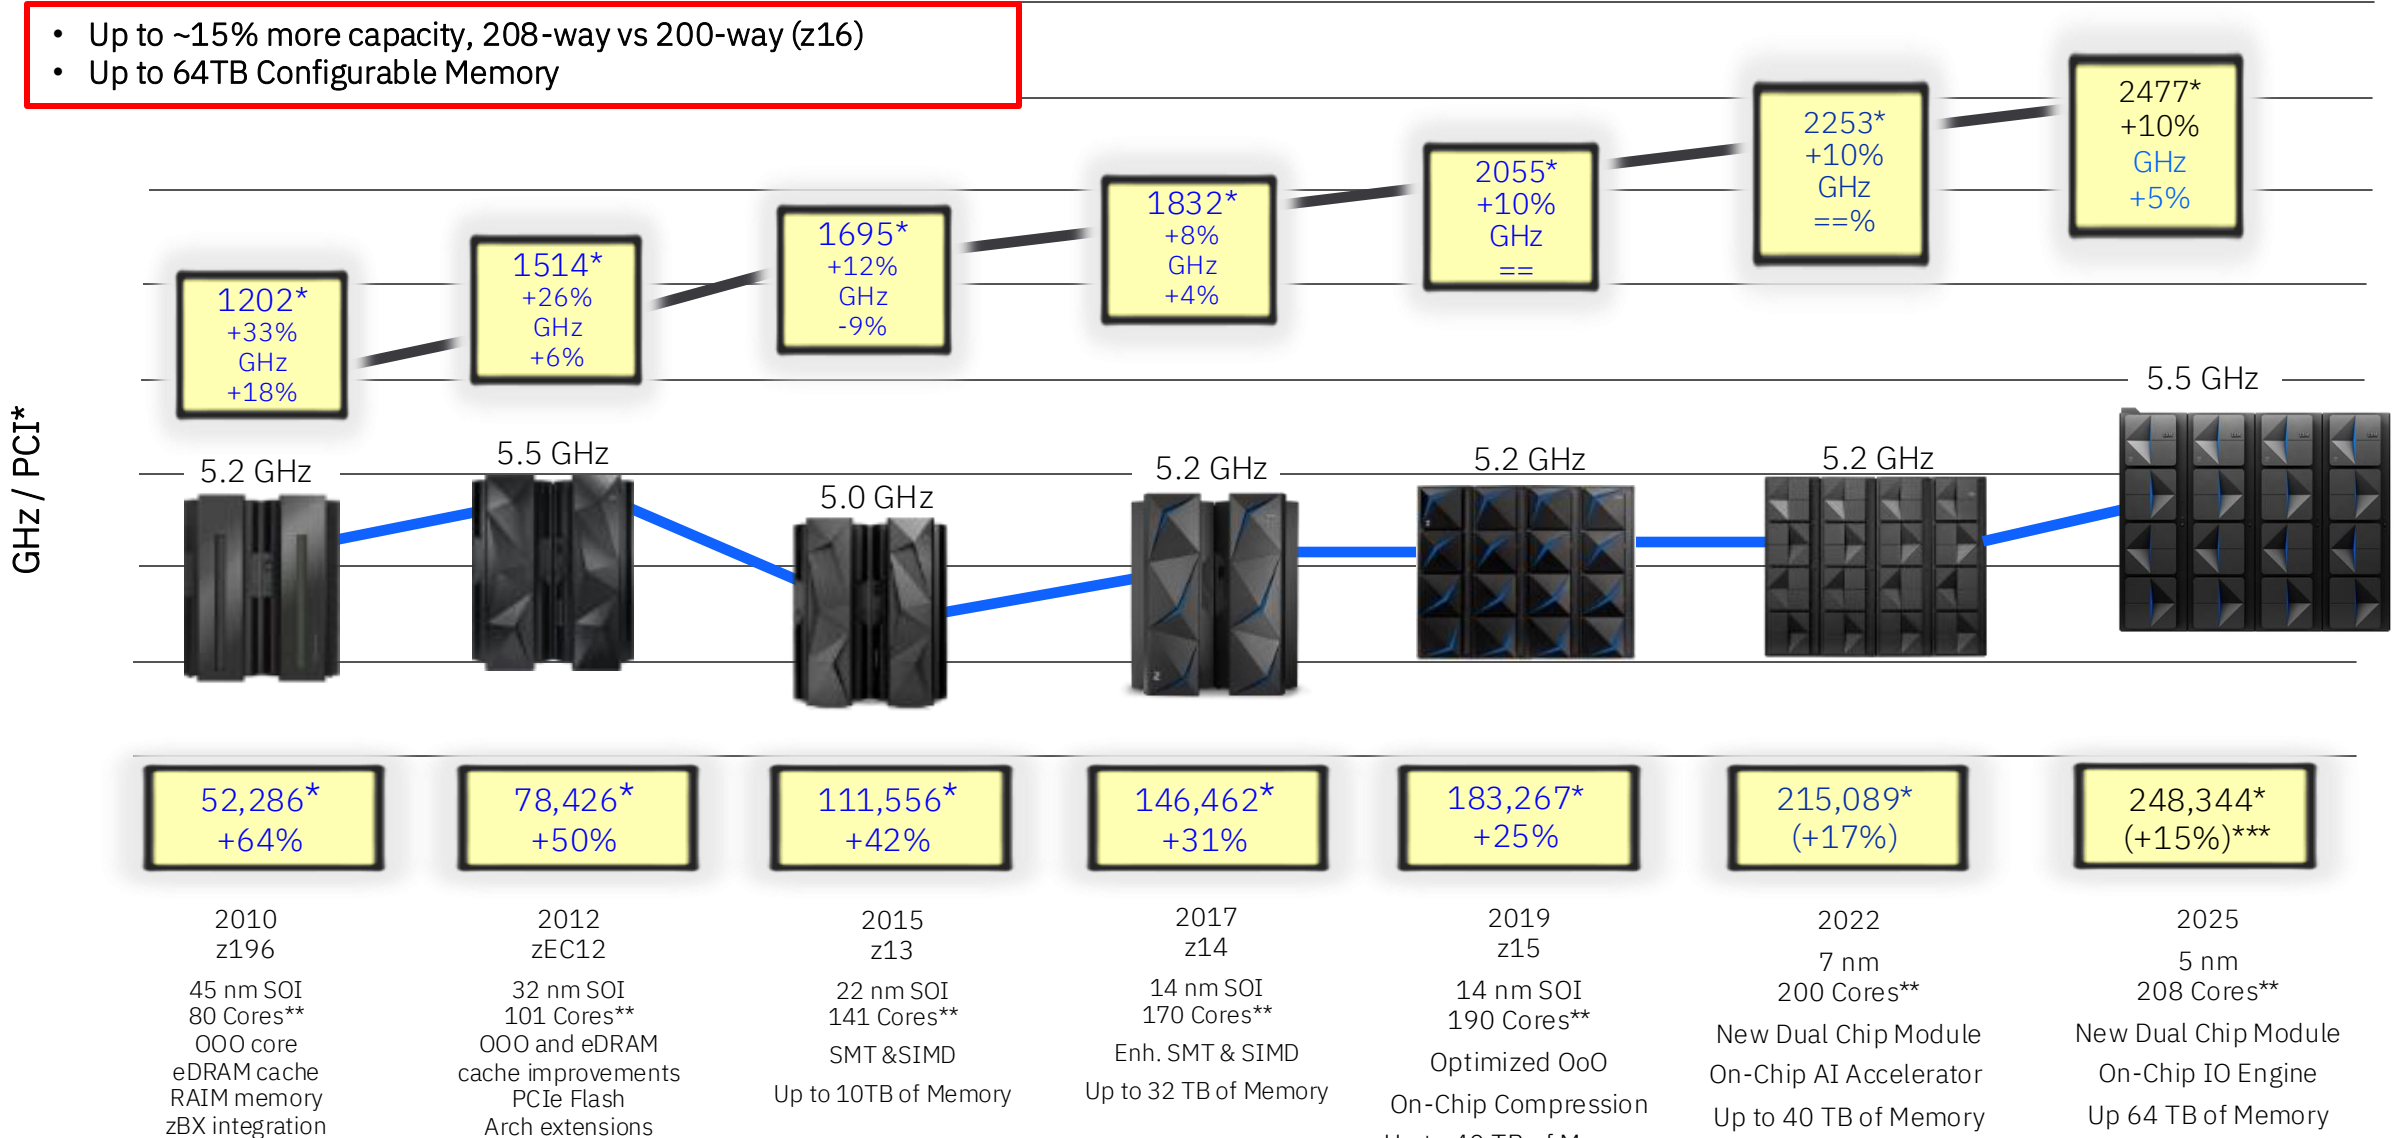 • Up to ~15% more capacity, 208-way vs 200-way (z16)
• Up to 64TB Configurable Memory
GHz / PCI*
1202*
+33%
GHz
+18%
1514*
+26%
GHz
+6%
1695*
+12%
GHz
-9%
1832*
+8%
GHz
+4%
2055*
+10%
GHz
==
2253*
+10%
GHz
==%
2477*
+10%
GHz
+5%
5.2 GHz
5.5 GHz
5.0 GHz
5.2 GHz
5.2 GHz
5.2 GHz
5.5 GHz
52,286*
+64%
78,426*
+50%
111,556*
+42%
146,462*
+31%
183,267*
+25%
215,089*
(+17%)
248,344*
(+15%)***
2010
z196
45 nm SOI
80 Cores**
OOO core
eDRAM cache
RAIM memory
zBX integration
2012
zEC12
32 nm SOI
101 Cores**
OOO and eDRAM
cache improvements
PCIe Flash
Arch extensions
2015
z13
22 nm SOI
141 Cores**
SMT &SIMD
Up to 10TB of Memory
2017
z14
14 nm SOI
170 Cores**
Enh. SMT & SIMD
Up to 32 TB of Memory
2019
z15
14 nm SOI
190 Cores**
Optimized OoO
On-Chip Compression
2022
7 nm
200 Cores**
New Dual Chip Module
On-Chip AI Accelerator
Up to 40 TB of Memory
2025
5 nm
208 Cores**
New Dual Chip Module
On-Chip IO Engine
Up 64 TB of Memory